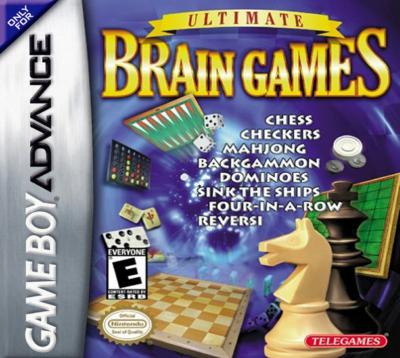 ONLY
FOR
GAME BOY ADVANCE
ULTIMATE
BRAIN GAMES
CHESS
CHECKERS
MAHJONG
BACKGAMMON
DOMINOES
SINK THE SHIPS
FOUR-IN-A-ROW
REVERSI
EVERYONE
E
CONTENT RATED BY
ESRB
Official
Nintendo
Seal of Quality
TELEGAMES